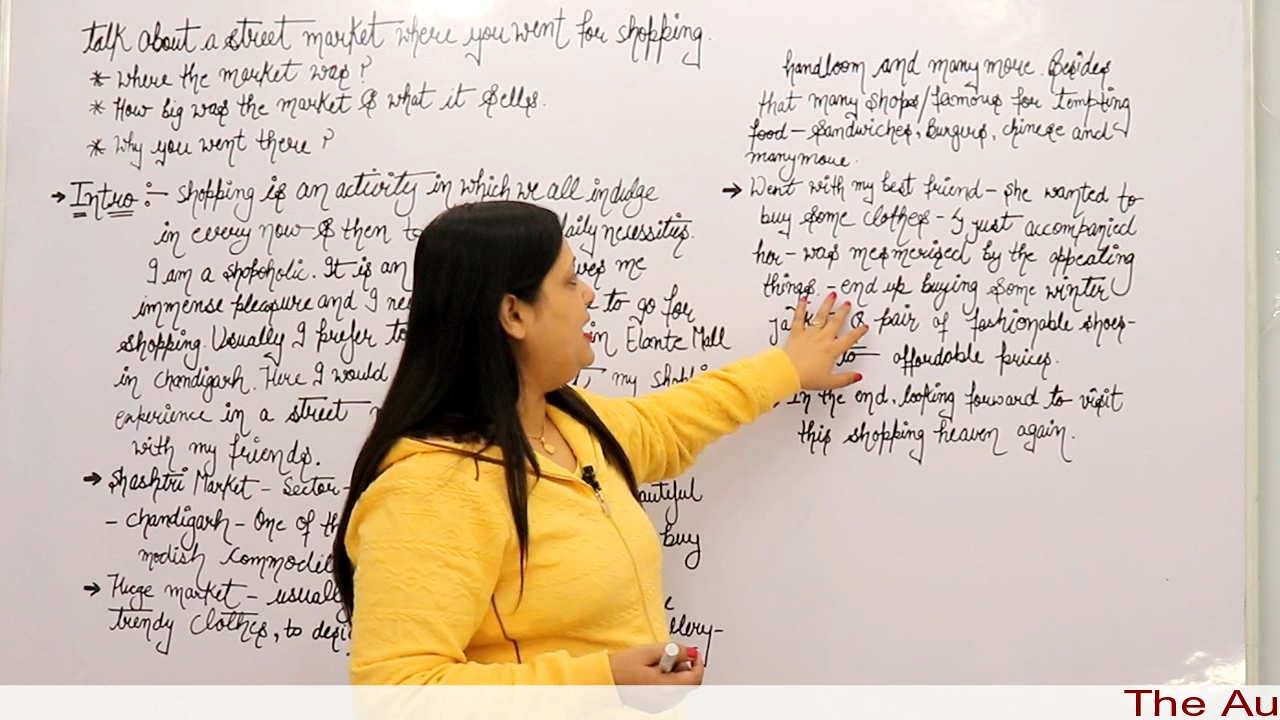 talk about a street market where you went for shopping.
* Where the market was?
* How big was the market & what it sells.
* Why you went there?
→ Intro :- shopping is an activity in which we all indulge
in every now & then to daily necessities.
I am a shopoholic. It is an me
immense pleasure and I to go for
shopping. Usually I prefer to in Elante Mall
in chandigarh. Here I would my
experience in a street
with my friends.
→ Shashtri Market - Sector-
- chandigarh - One of buy
modish
→ Huge market -
trendy clothes, to
handloom and many more. Besides
that many shops/famous for tempting
food - sandwiches, burgers, chinese and
many more.
→ Went with my best friend - she wanted to
buy some clothes - I just accompanied
her - was mesmerised by the appealing
things. - end up buying some winter
pair of fashionable shoes-
affordable prices.
In the end, looking forward to visit
this shopping heaven again.
The Au